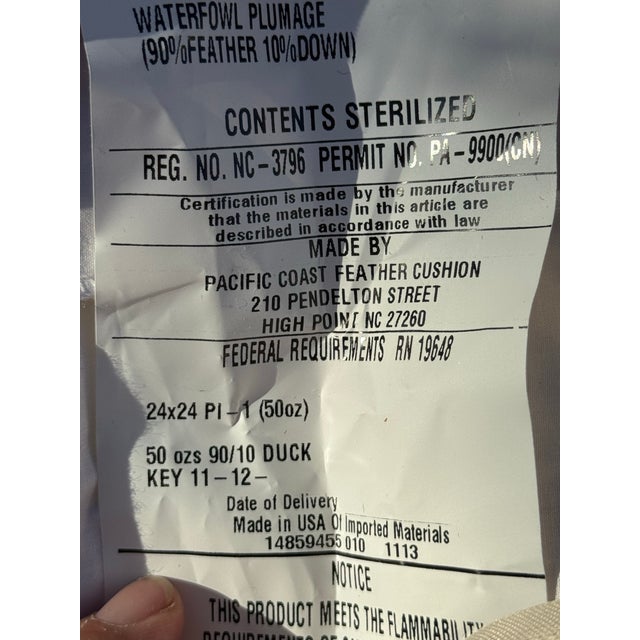 WATERFOWL PLUMAGE
(90%FEATHER 10%DOWN)
CONTENTS STERILIZED
REG. NO. NC-3796 PERMIT NO. PA-9900(CN)
Certification is made by the manufacturer
that the materials in this article are
described in accordance with law
MADE BY
PACIFIC COAST FEATHER CUSHION
210 PENDELTON STREET
HIGH POINT NC 27260
FEDERAL REQUIREMENTS RN 19648
24x24 PI-1 (50oz)
50 ozs 90/10 DUCK
KEY 11-12-
Date of Delivery
Made in USA Of Imported Materials
14859455 010 1113
NOTICE
THIS PRODUCT MEETS THE FLAMMABILITY